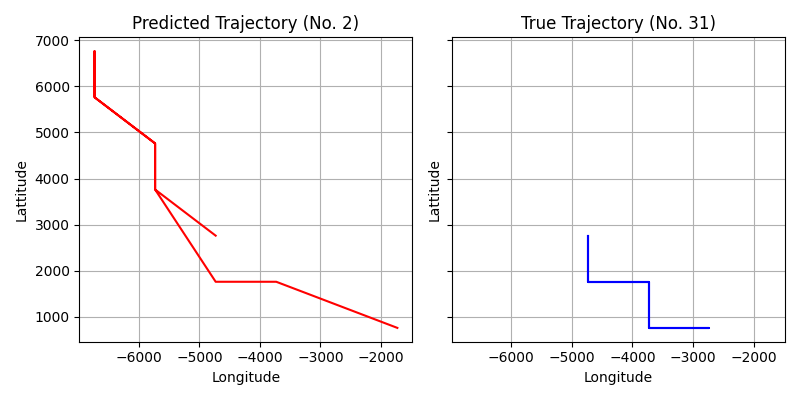 Predicted Trajectory (No. 2)
7000
6000
5000
4000
3000
2000
1000
Lattitude
−6000 −5000 −4000 −3000 −2000
Longitude
True Trajectory (No. 31)
Lattitude
−6000 −5000 −4000 −3000 −2000
Longitude